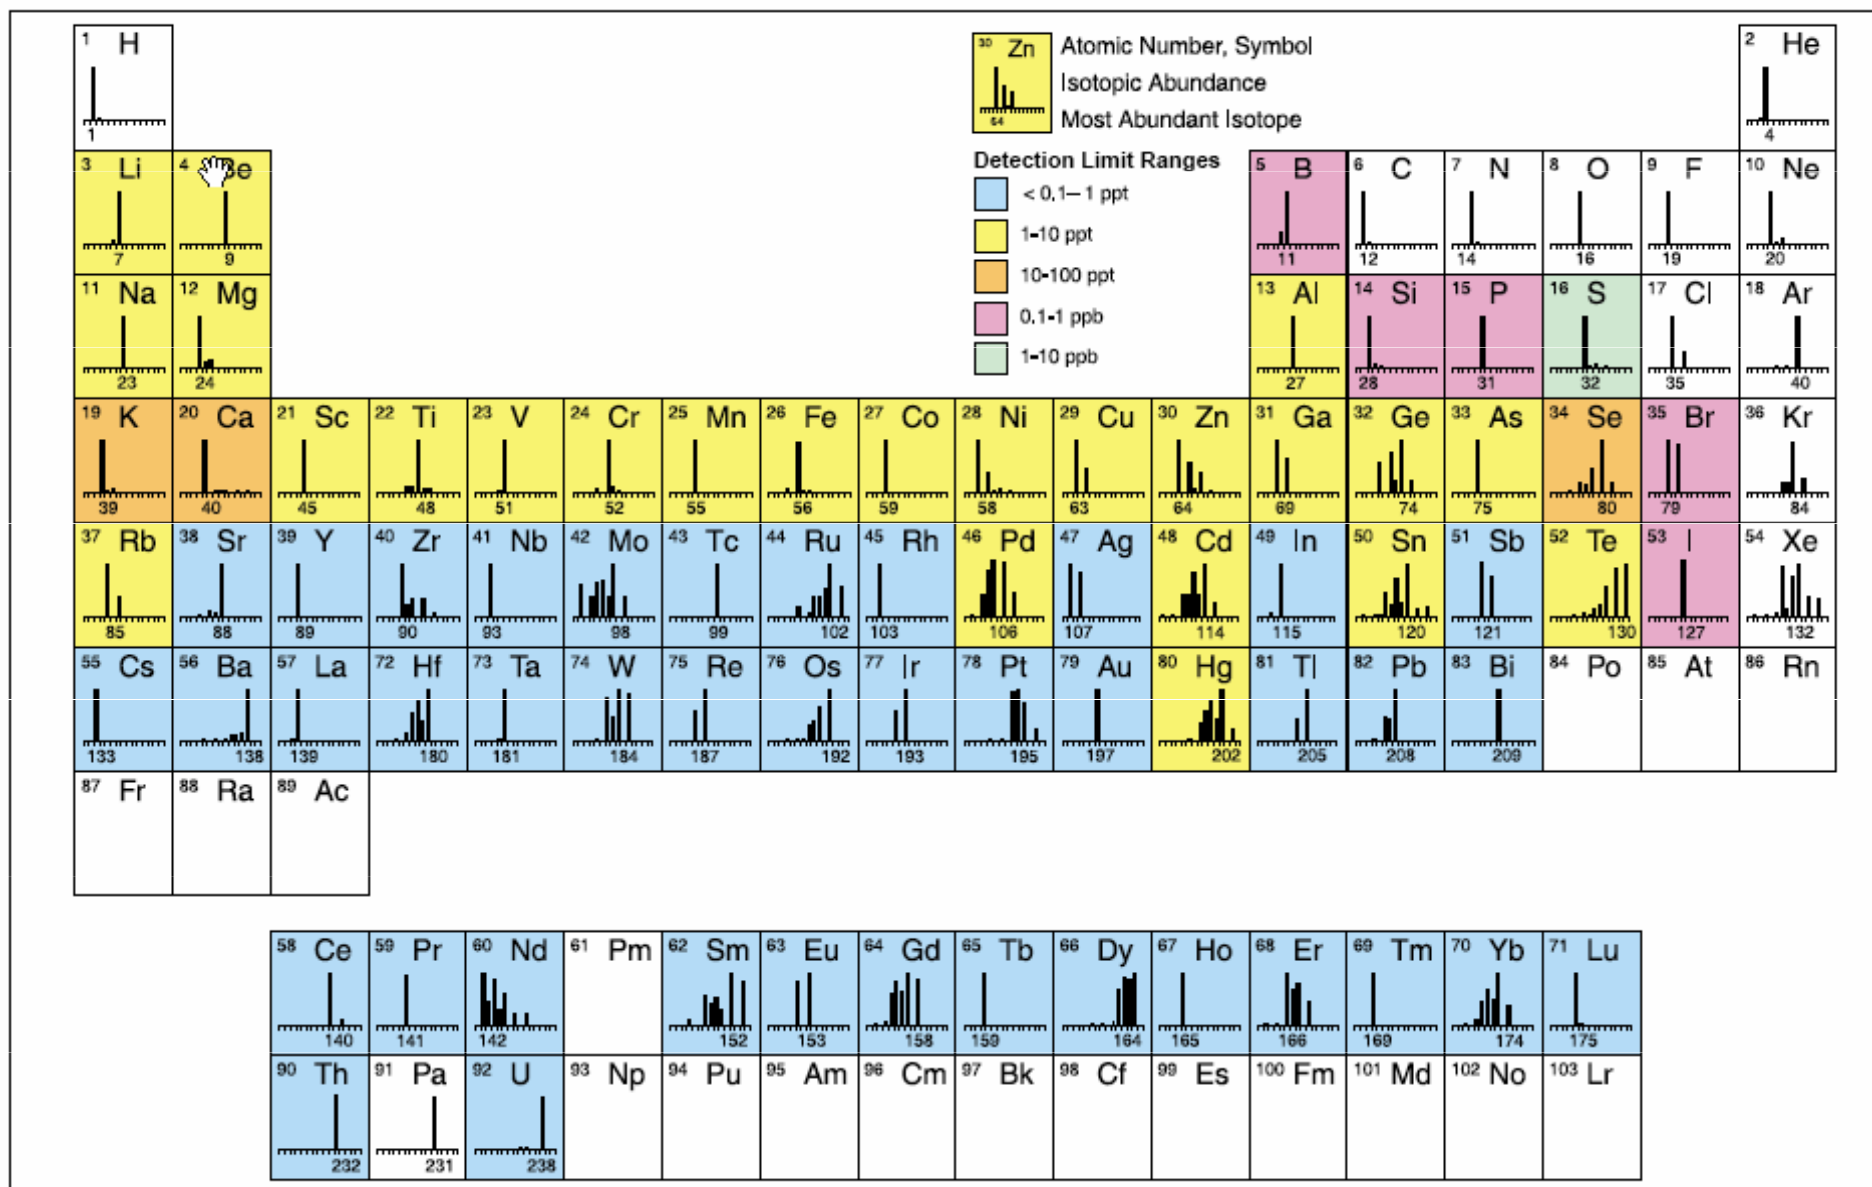 1 H
1
30 Zn
64
Atomic Number, Symbol
Isotopic Abundance
Most Abundant Isotope
2 He
4
Detection Limit Ranges
< 0.1– 1 ppt
1-10 ppt
10-100 ppt
0.1-1 ppb
1-10 ppb
3 Li
7
4
9
5 B
11
6 C
12
7 N
14
8 O
16
9 F
19
10 Ne
20
11 Na
23
12 Mg
24
13 Al
27
14 Si
28
15 P
31
16 S
32
17 Cl
35
18 Ar
40
19 K
39
20 Ca
40
21 Sc
45
22 Ti
48
23 V
51
24 Cr
52
25 Mn
55
26 Fe
56
27 Co
59
28 Ni
58
29 Cu
63
30 Zn
64
31 Ga
69
32 Ge
74
33 As
75
34 Se
80
35 Br
79
36 Kr
84
37 Rb
85
38 Sr
88
39 Y
89
40 Zr
90
41 Nb
93
42 Mo
98
43 Tc
99
44 Ru
102
45 Rh
103
46 Pd
106
47 Ag
107
48 Cd
114
49 In
115
50 Sn
120
51 Sb
121
52 Te
130
53 I
127
54 Xe
132
55 Cs
133
56 Ba
138
57 La
139
72 Hf
180
73 Ta
181
74 W
184
75 Re
187
76 Os
192
77 Ir
193
78 Pt
195
79 Au
197
80 Hg
202
81 Tl
205
82 Pb
208
83 Bi
209
84 Po
85 At
86 Rn
87 Fr
88 Ra
89 Ac
58 Ce
140
59 Pr
141
60 Nd
142
61 Pm
62 Sm
152
63 Eu
153
64 Gd
158
65 Tb
159
66 Dy
164
67 Ho
165
68 Er
166
69 Tm
169
70 Yb
174
71 Lu
175
90 Th
232
91 Pa
231
92 U
238
93 Np
94 Pu
95 Am
96 Cm
97 Bk
98 Cf
99 Es
100 Fm
101 Md
102 No
103 Lr